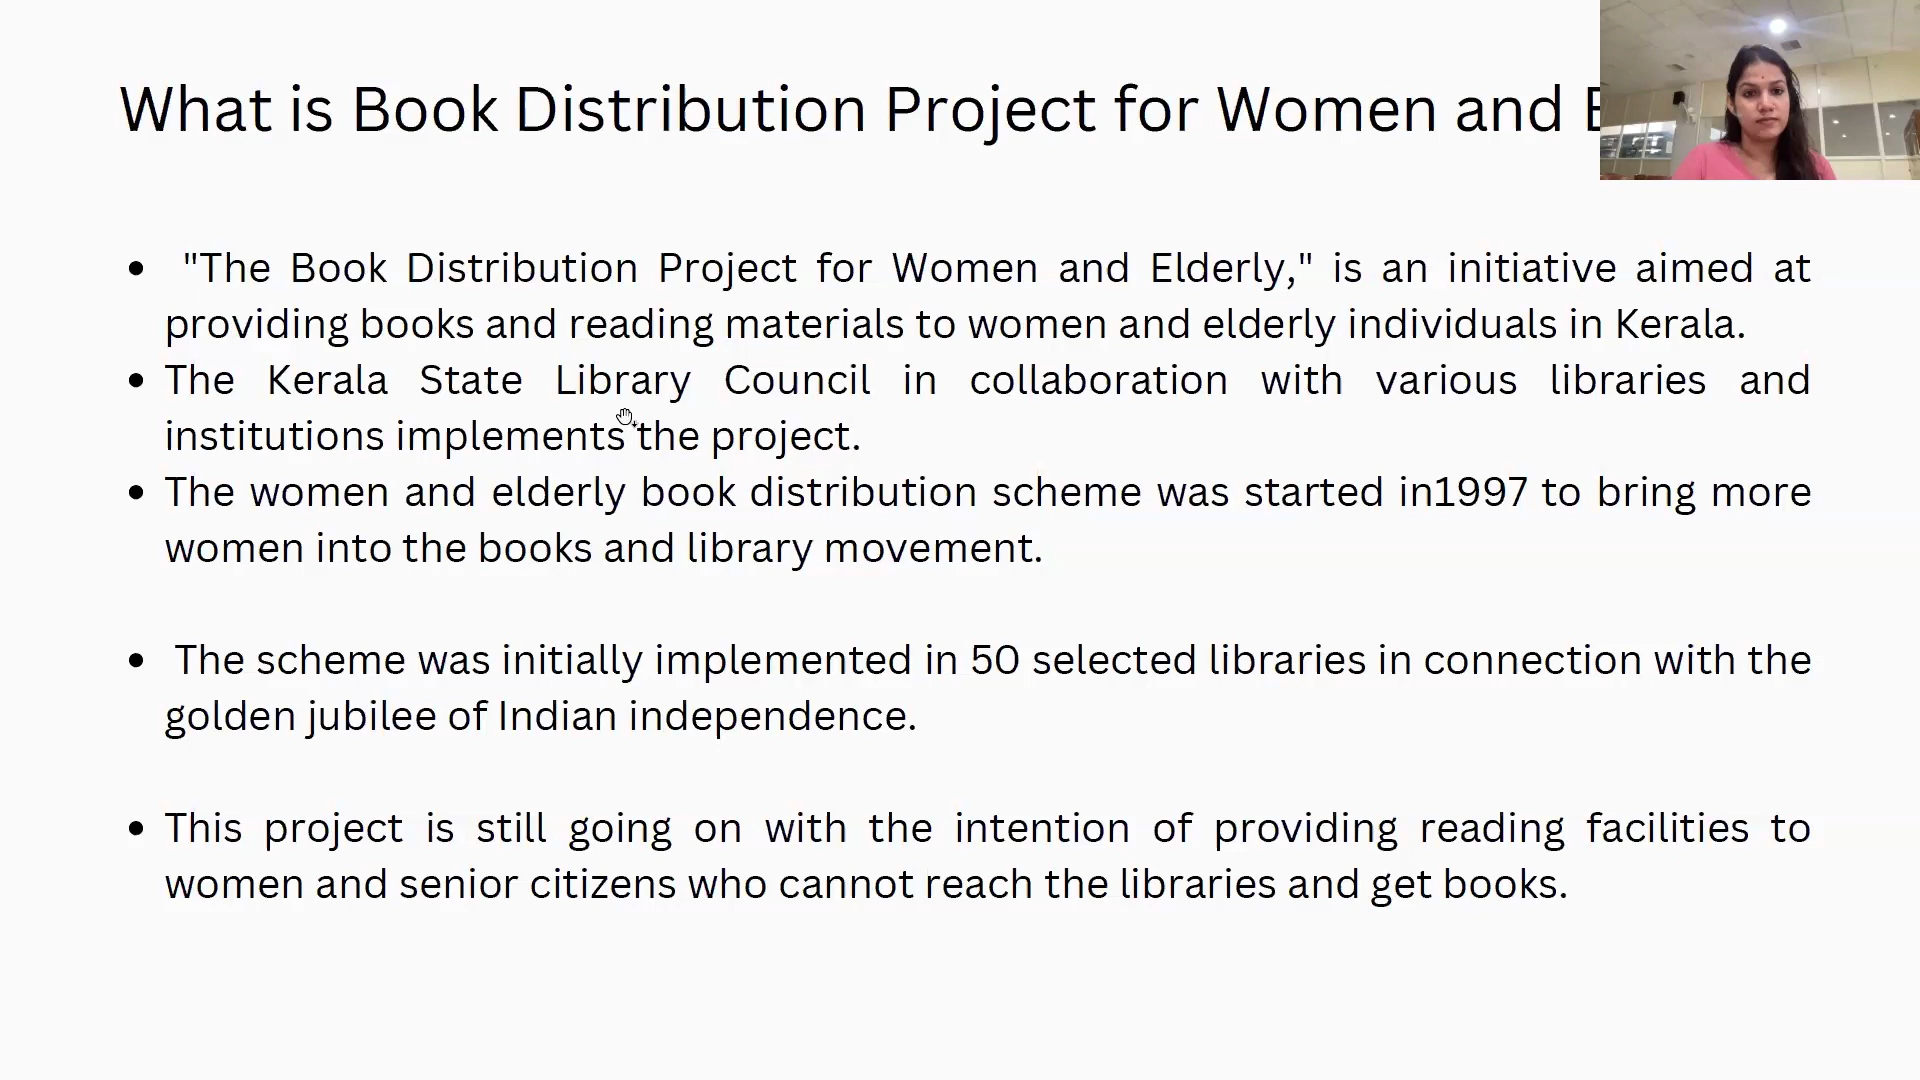 What is Book Distribution Project for Women and
"The Book Distribution Project for Women and Elderly," is an initiative aimed at
providing books and reading materials to women and elderly individuals in Kerala.
The Kerala State Library Council in collaboration with various libraries and
institutions implements the project.
The women and elderly book distribution scheme was started in1997 to bring more
women into the books and library movement.
The scheme was initially implemented in 50 selected libraries in connection with the
golden jubilee of Indian independence.
This project is still going on with the intention of providing reading facilities to
women and senior citizens who cannot reach the libraries and get books.